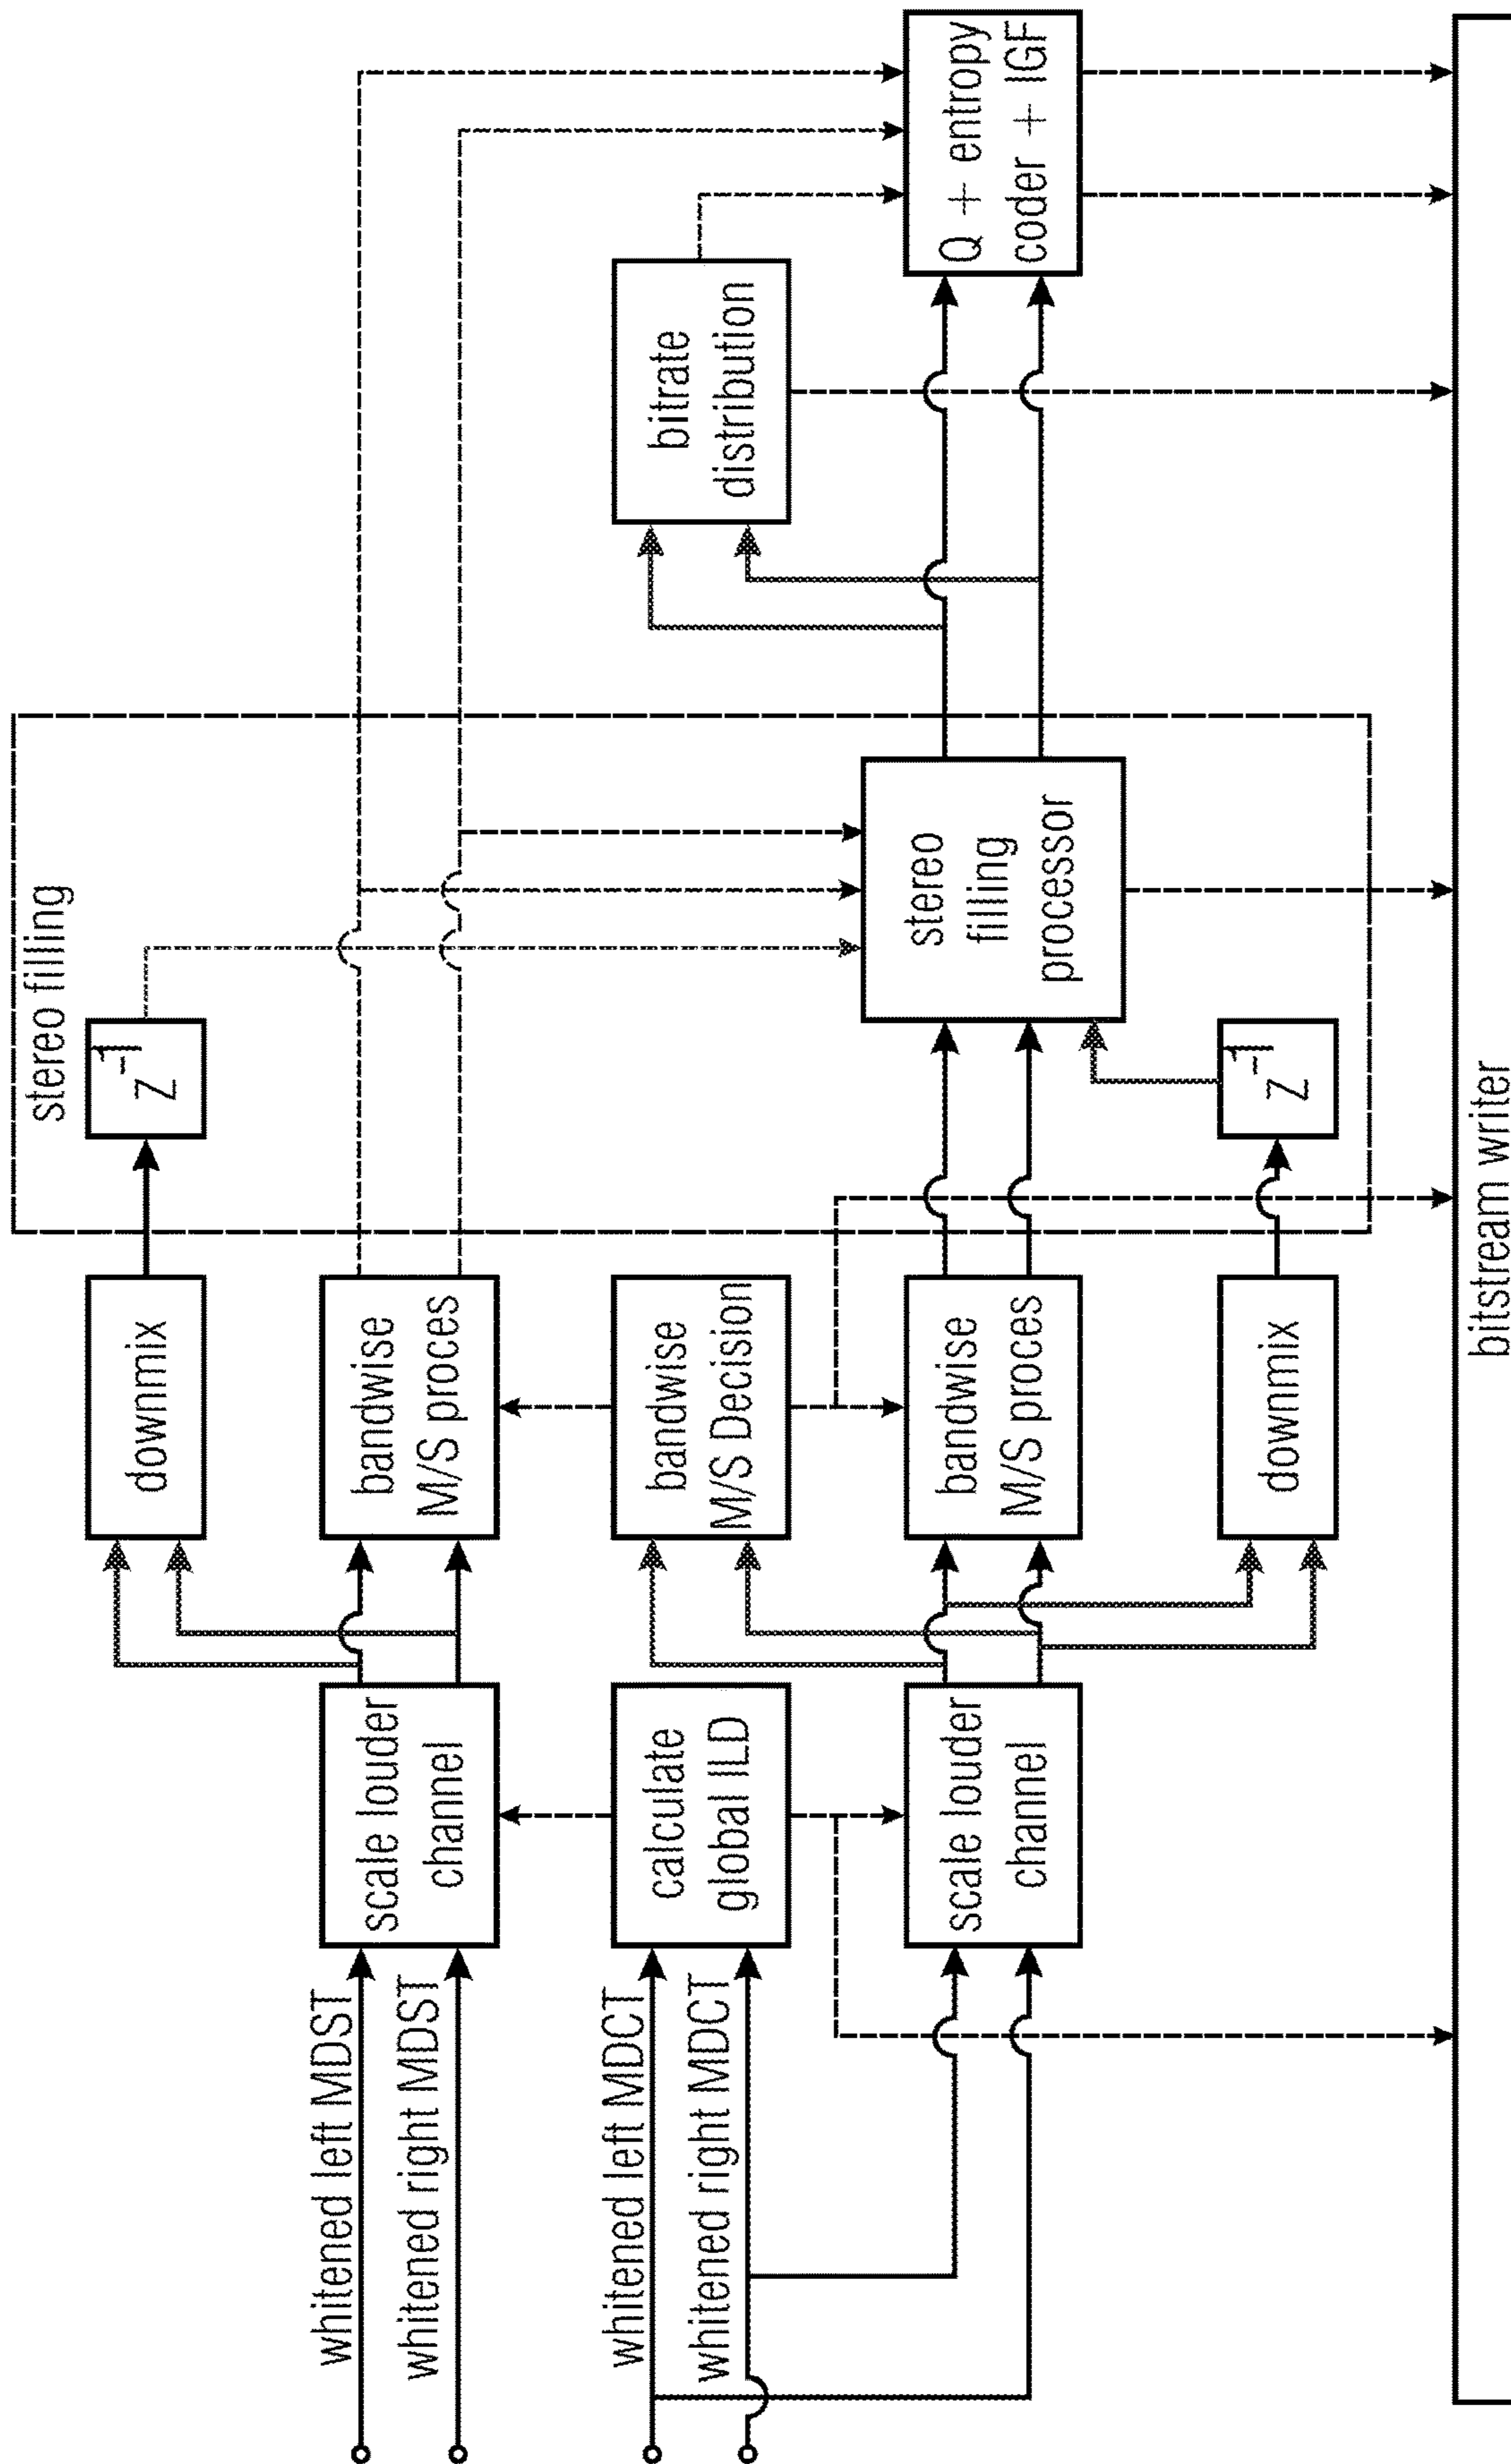 whitened left MDST
whitened right MDST
whitened left MDCT
whitened right MDCT
scale louder
channel
calculate
global ILD
scale louder
channel
downmix
bandwise
M/S proces
bandwise
M/S Decision
bandwise
M/S proces
downmix
stereo filling
z⁻¹
stereo
filling
processor
z⁻¹
bitrate
distribution
Q + entropy
coder + IGF
bitstream writer